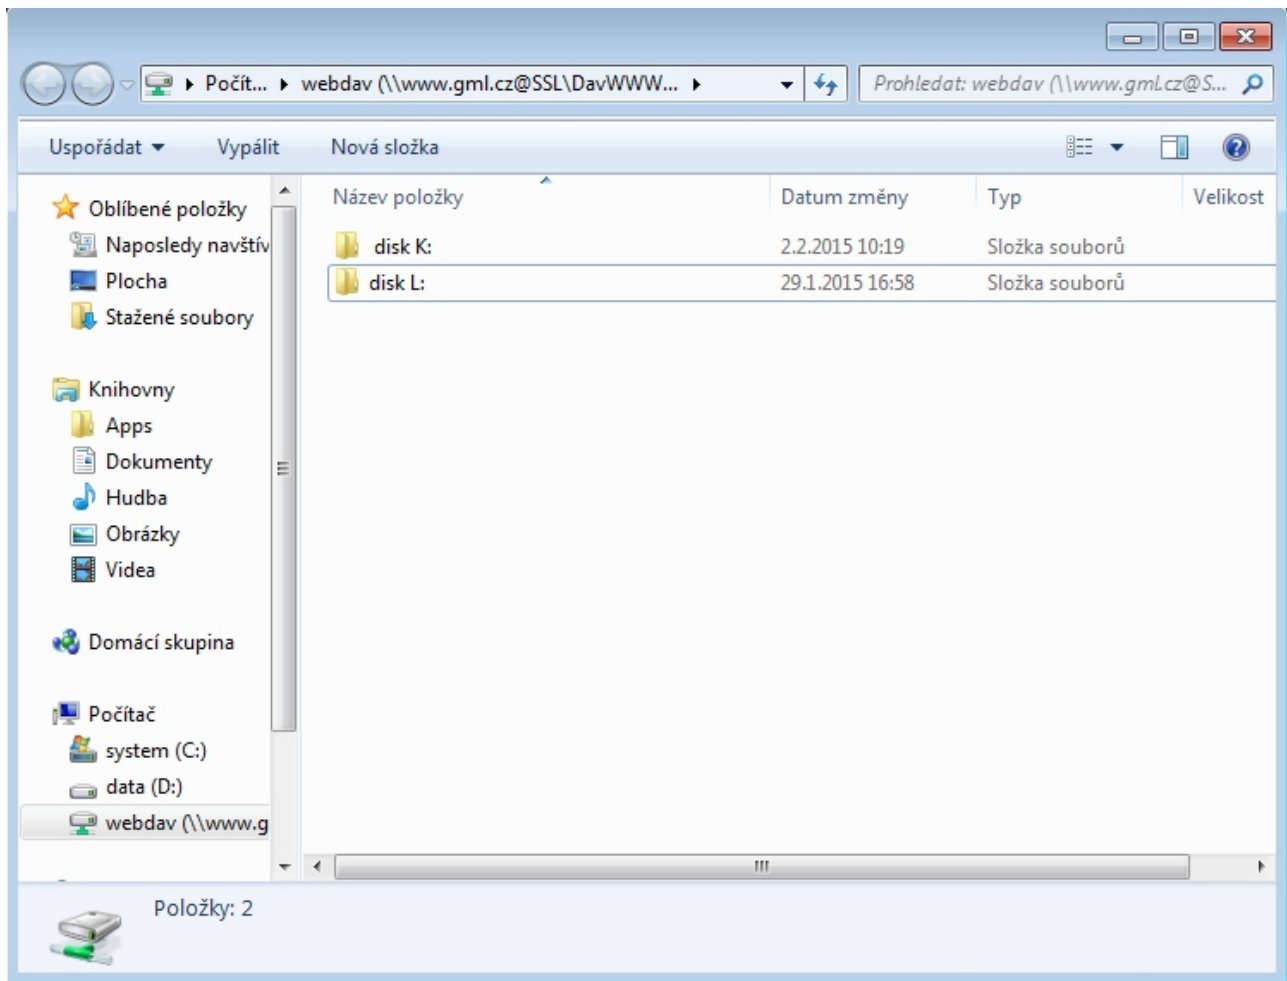 Počít... webdav (\\www.gml.cz@SSL\DavWWW... Prohledat: webdav (\\www.gml.cz@S...
Uspořádat Vypálit Nová složka
Oblíbené položky
Naposledy navštív
Plocha
Stažené soubory
Knihovny
Apps
Dokumenty
Hudba
Obrázky
Videa
Domácí skupina
Počítač
system (C:)
data (D:)
webdav (\\www.g
Název položky Datum změny Typ Velikost
disk K: 2.2.2015 10:19 Složka souborů
disk L: 29.1.2015 16:58 Složka souborů
Položky: 2